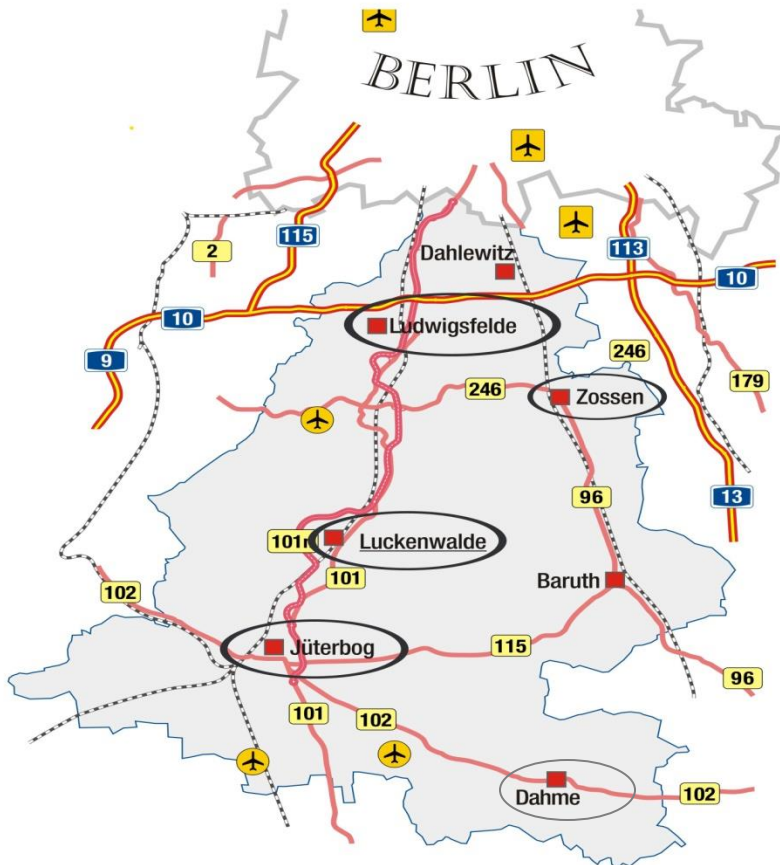 BERLIN
115
2
Dahlewitz
113
10
10
Ludwigsfelde
9
246
179
246
Zossen
96
13
101n
Luckenwalde
101
102
Baruth
Jüterbog
115
96
101
102
Dahme
102